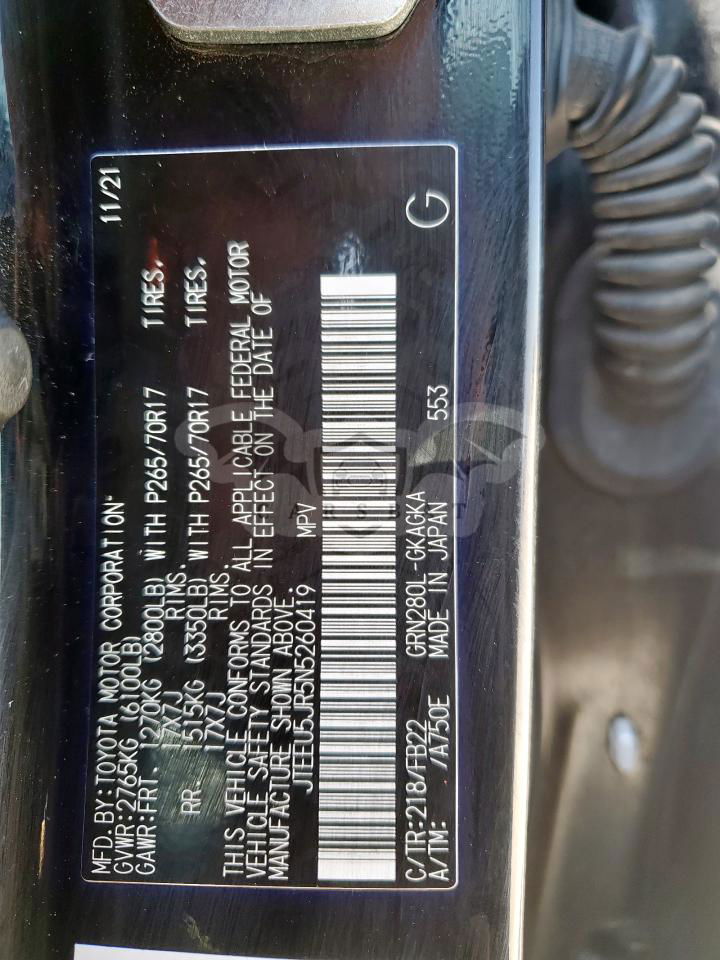 MFD. BY: TOYOTA MOTOR CORPORATION 11/21
GVWR: 2765KG (6100LB)
GAWR: FRT. 1270KG (2800LB) WITH P265/70R17 TIRES,
17X7J RIMS.
RR. 1515KG (3350LB) WITH P265/70R17 TIRES,
17X7J RIMS.
THIS VEHICLE CONFORMS TO ALL APPLICABLE FEDERAL MOTOR
VEHICLE SAFETY STANDARDS IN EFFECT ON THE DATE OF
MANUFACTURE SHOWN ABOVE.
JTEEU5JR5N5260419 MPV
C/TR: 218/FB22 GRN280L-GKAGKA G
A/TM: /A750E MADE IN JAPAN 553